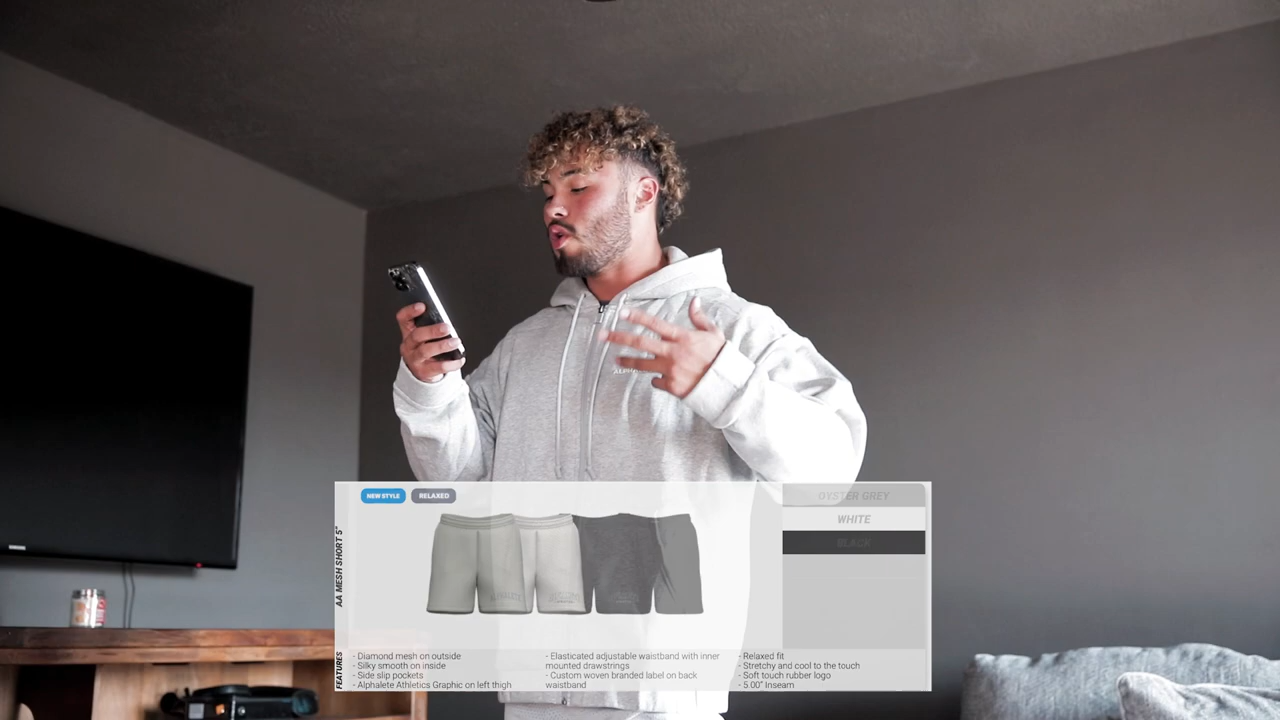 NEW STYLE
RELAXED
OYSTER GREY
WHITE
BLACK
AA MESH SHORT 5"
FEATURES
- Diamond mesh on outside
- Silky smooth on inside
- Side slip pockets
- Alphalete Athletics Graphic on left thigh
- Elasticated adjustable waistband with inner
mounted drawstrings
- Custom woven branded label on back
waistband
- Relaxed fit
- Stretchy and cool to the touch
- Soft touch rubber logo
- 5.00" Inseam